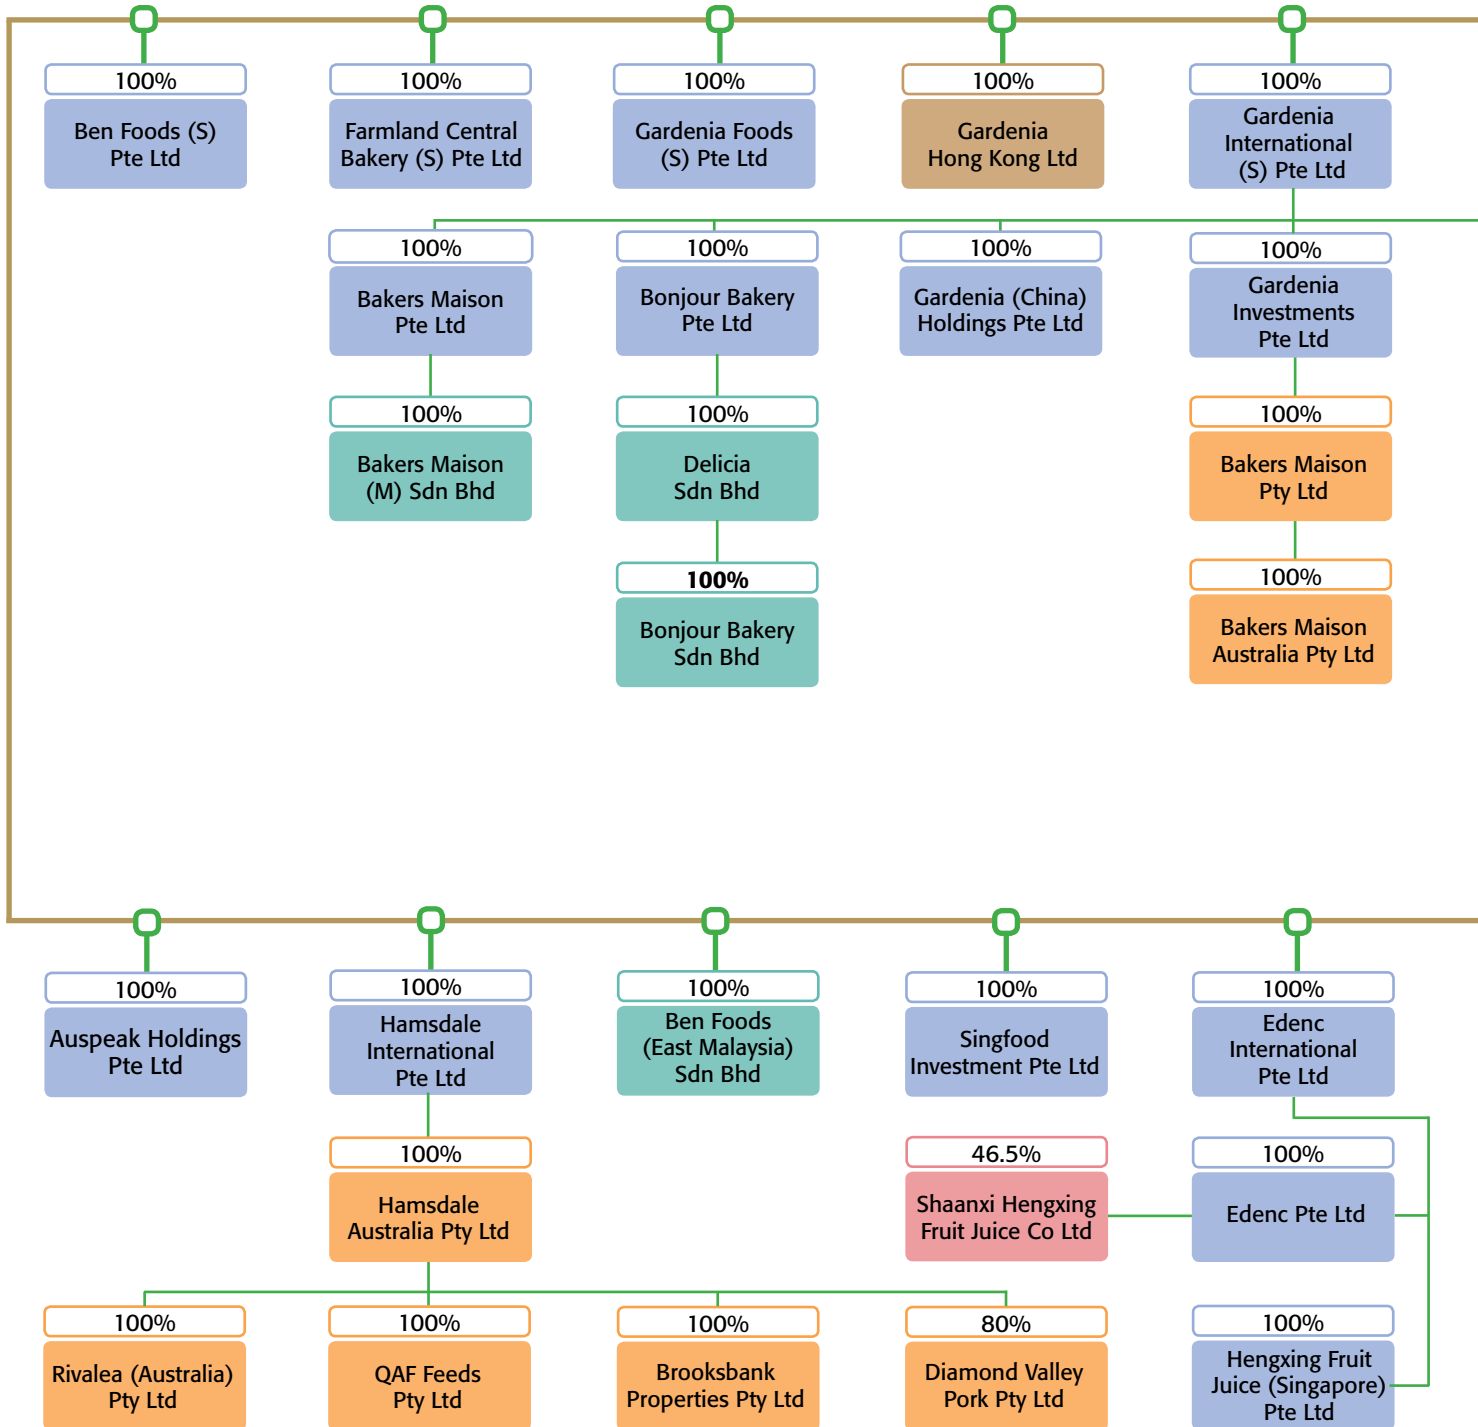 100%
Ben Foods (S)
Pte Ltd
100%
Farmland Central
Bakery (S) Pte Ltd
100%
Gardenia Foods
(S) Pte Ltd
100%
Gardenia
Hong Kong Ltd
100%
Gardenia
International
(S) Pte Ltd
100%
Bakers Maison
Pte Ltd
100%
Bonjour Bakery
Pte Ltd
100%
Gardenia (China)
Holdings Pte Ltd
100%
Gardenia
Investments
Pte Ltd
100%
Bakers Maison
(M) Sdn Bhd
100%
Delicia
Sdn Bhd
100%
Bakers Maison
Pty Ltd
100%
Bonjour Bakery
Sdn Bhd
100%
Bakers Maison
Australia Pty Ltd
100%
Auspeak Holdings
Pte Ltd
100%
Hamsdale
International
Pte Ltd
100%
Ben Foods
(East Malaysia)
Sdn Bhd
100%
Singfood
Investment Pte Ltd
100%
Edenc
International
Pte Ltd
100%
Hamsdale
Australia Pty Ltd
46.5%
Shaanxi Hengxing
Fruit Juice Co Ltd
100%
Edenc Pte Ltd
100%
Rivalea (Australia)
Pty Ltd
100%
QAF Feeds
Pty Ltd
100%
Brooksbank
Properties Pty Ltd
80%
Diamond Valley
Pork Pty Ltd
100%
Hengxing Fruit
Juice (Singapore)
Pte Ltd